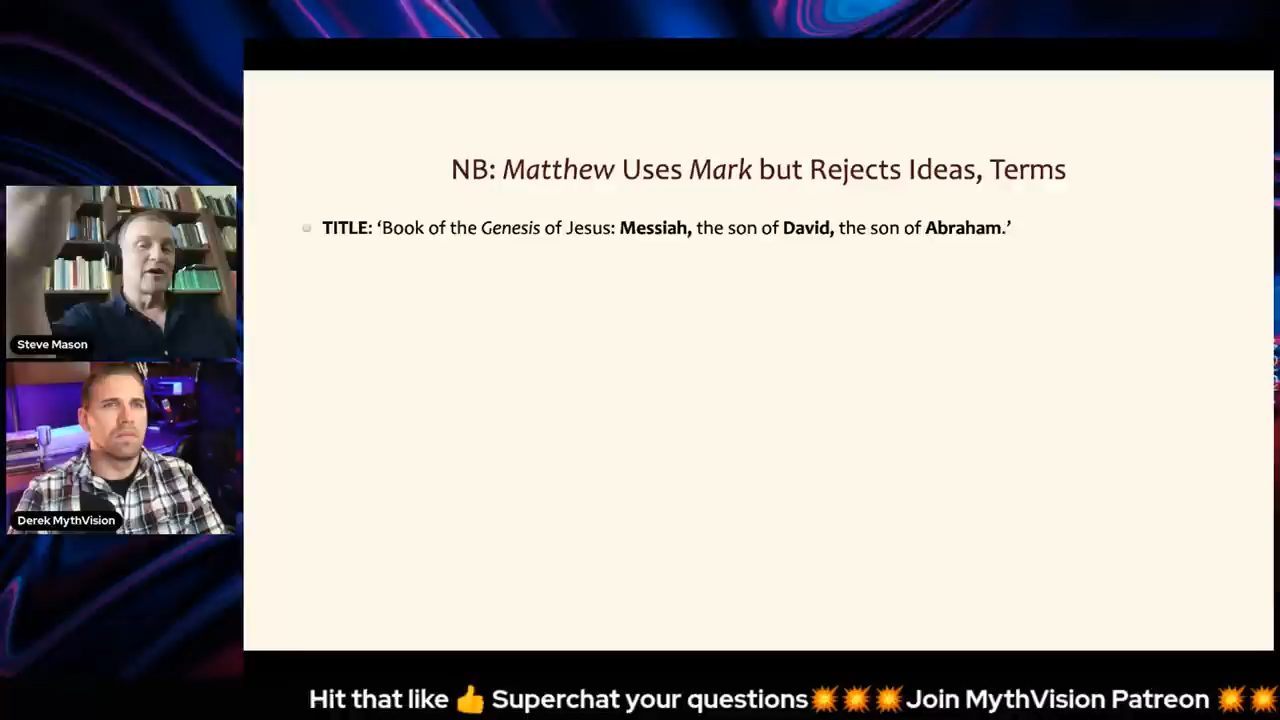 NB: Matthew Uses Mark but Rejects Ideas, Terms
TITLE: ‘Book of the Genesis of Jesus: Messiah, the son of David, the son of Abraham.’
Steve Mason
Derek MythVision
Hit that like 👍 Superchat your questions💥💥💥Join MythVision Patreon 💥💥